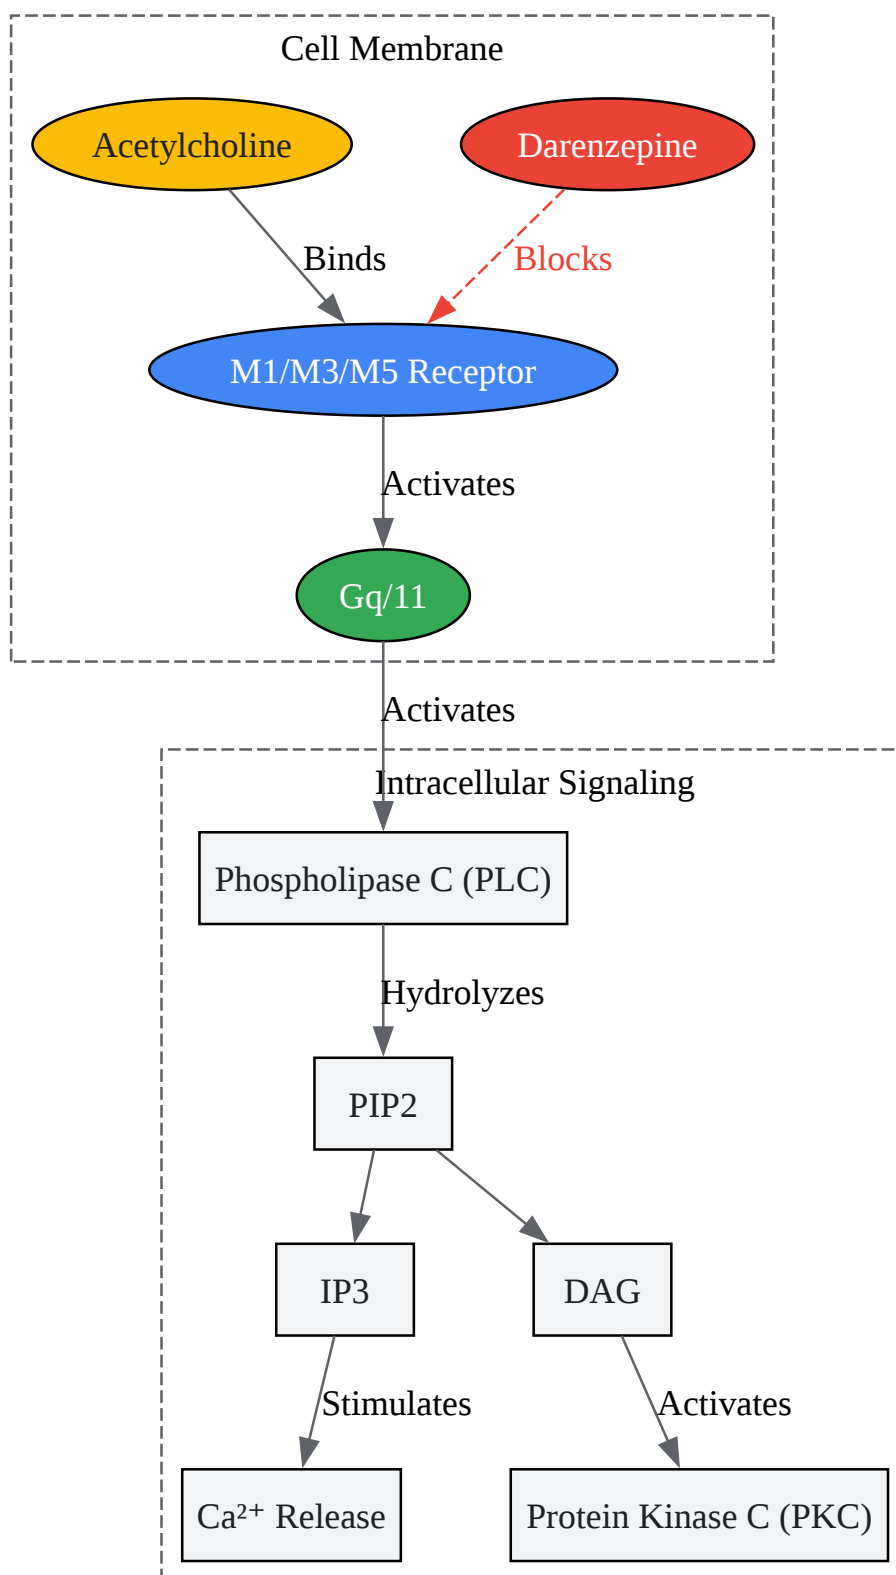 Cell Membrane
Acetylcholine
Darenzepine
Binds
Blocks
M1/M3/M5 Receptor
Activates
Gq/11
Activates
Intracellular Signaling
Phospholipase C (PLC)
Hydrolyzes
PIP2
IP3
DAG
Stimulates
Activates
Ca²⁺ Release
Protein Kinase C (PKC)